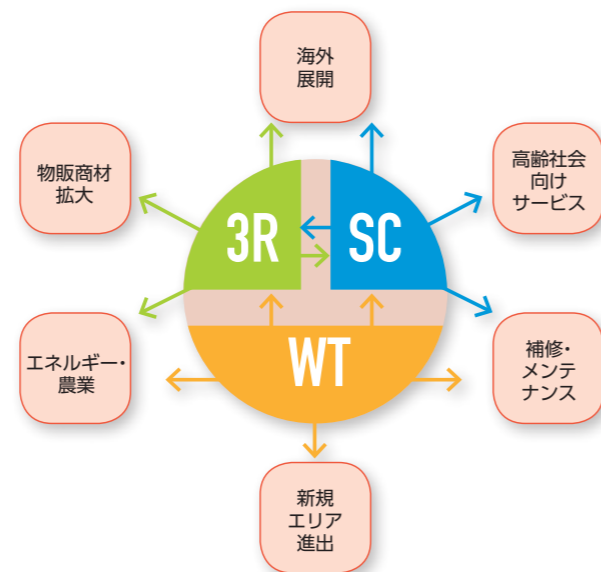 海外
展開
物販商材
拡大
高齢社会
向け
サービス
3R
SC
エネルギー・
農業
WT
補修・
メンテ
ナンス
新規
エリア
進出